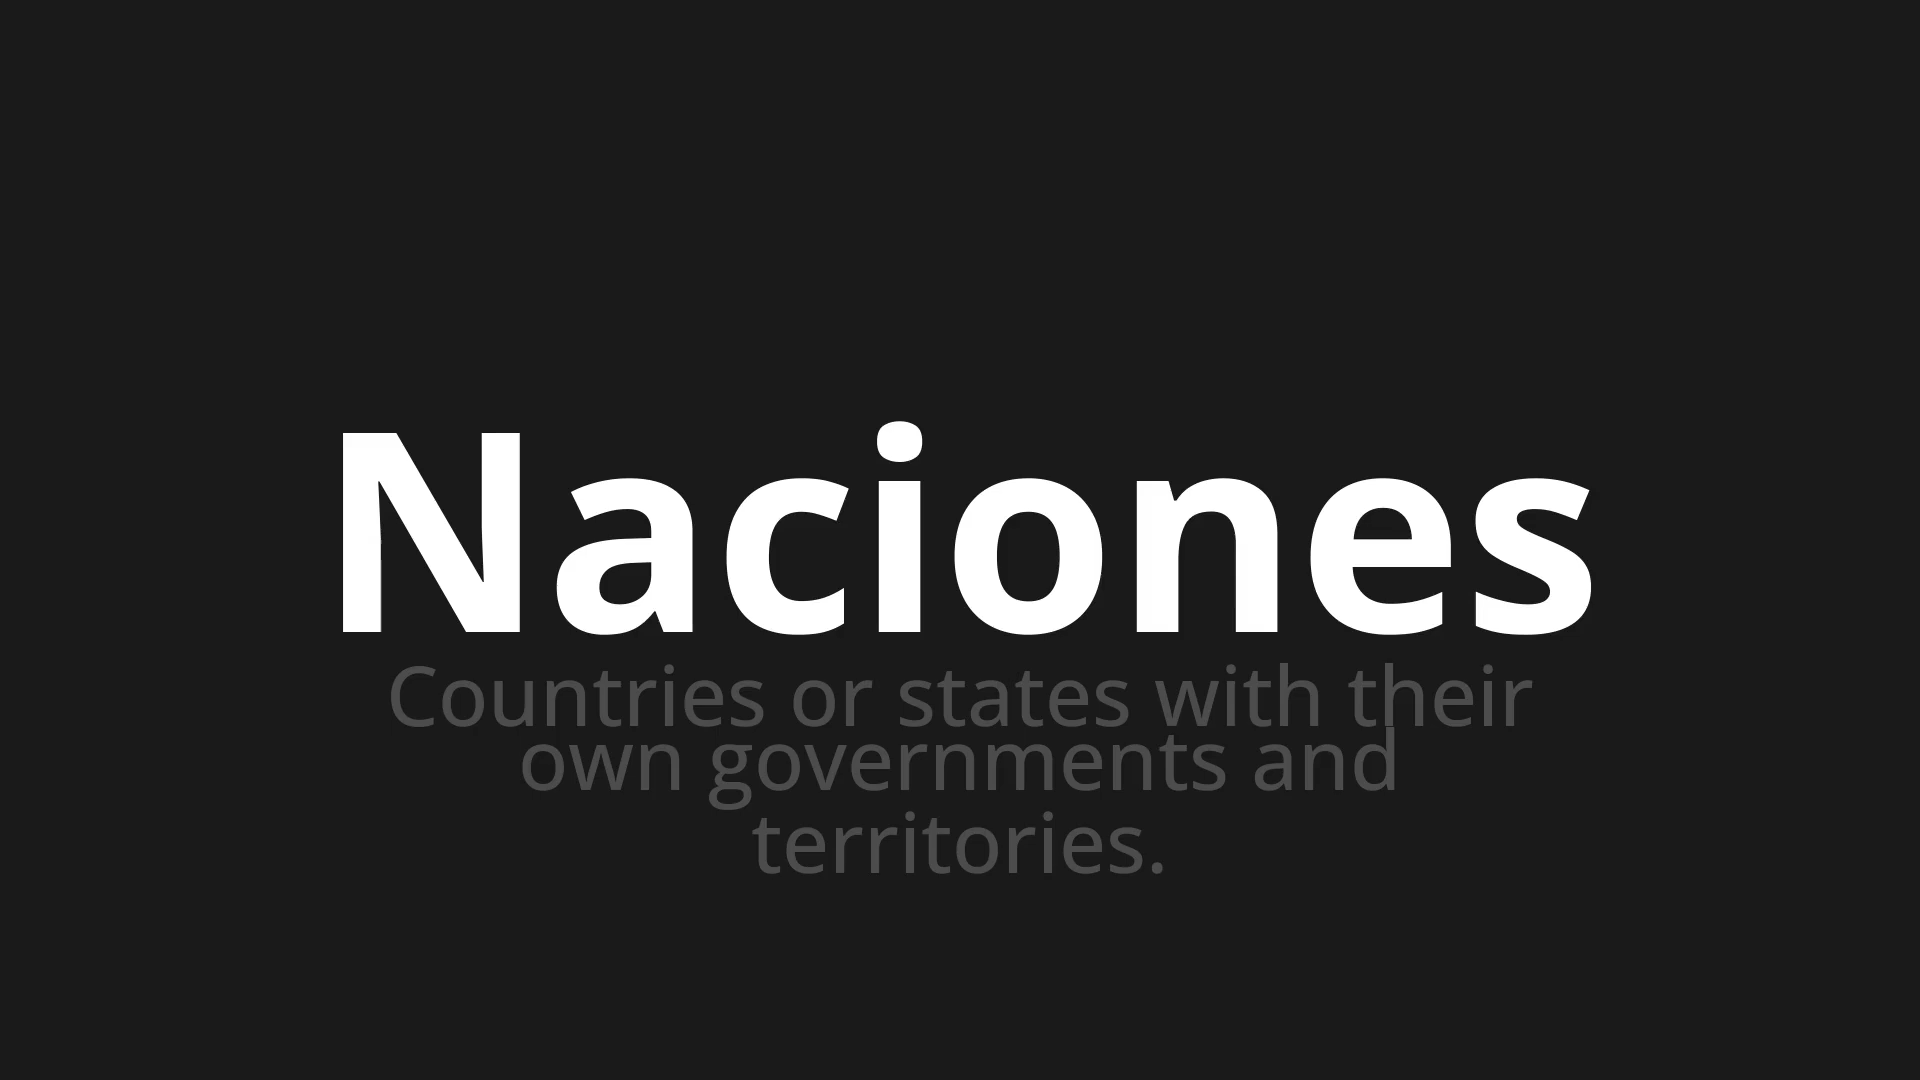 Naciones
Countries or states with their
own governments and
territories.